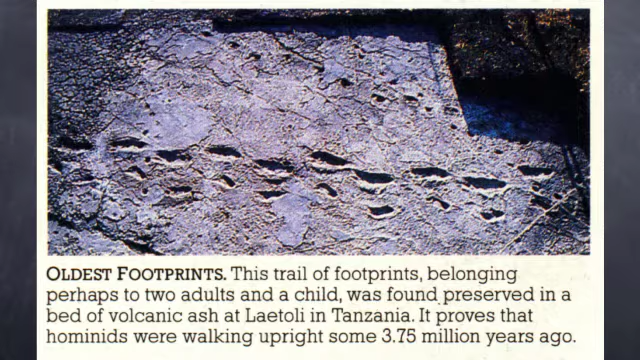 OLDEST FOOTPRINTS. This trail of footprints, belonging
perhaps to two adults and a child, was found preserved in a
bed of volcanic ash at Laetoli in Tanzania. It proves that
hominids were walking upright some 3.75 million years ago.